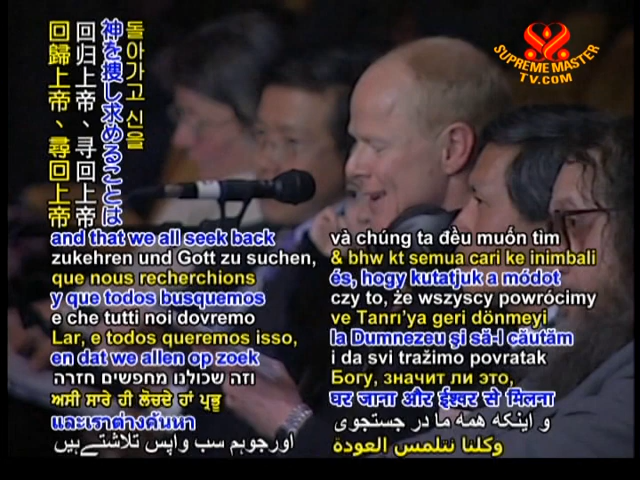 SUPREME MASTER
TV.COM
돌아가고 신을
神を捜し求めることは
回归上帝、寻回上帝
回歸上帝、尋回上帝
and that we all seek back
zukehren und Gott zu suchen,
que nous recherchions
y que todos busquemos
e che tutti noi dovremo
Lar, e todos queremos isso,
en dat we allen op zoek
וזה שכולנו מחפשים חזרה
ਅਸੀ ਸਾਰੇ ਹੀ ਲੋਚਦੇ ਹਾਂ ਪ੍ਰਭੂ
และเราต่างค้นหา
اورجوہم سب واپس تلاشتےہیں
và chúng ta đều muốn tìm
& bhw kt semua cari ke inimbali
és, hogy kutatjuk a módot
czy to, że wszyscy powrócimy
ve Tanrı'ya geri dönmeyi
la Dumnezeu şi să-l căutăm
i da svi tražimo povratak
Богу, значит ли это,
घर जाना और ईश्वर से मिलना
و اینکه همه ما در جستجوی
وكلنا نتلمس العودة